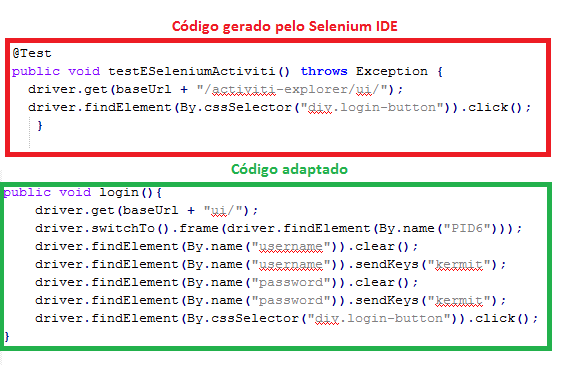 Código gerado pelo Selenium IDE
@Test
public void testESeleniumActiviti() throws Exception {
driver.get(baseUrl + "/activiti-explorer/ui/");
driver.findElement(By.cssSelector("div.login-button")).click();
}
Código adaptado
public void login(){
driver.get(baseUrl + "ui/");
driver.switchTo().frame(driver.findElement(By.name("PID6")));
driver.findElement(By.name("username")).clear();
driver.findElement(By.name("username")).sendKeys("kermit");
driver.findElement(By.name("password")).clear();
driver.findElement(By.name("password")).sendKeys("kermit");
driver.findElement(By.cssSelector("div.login-button")).click();
}